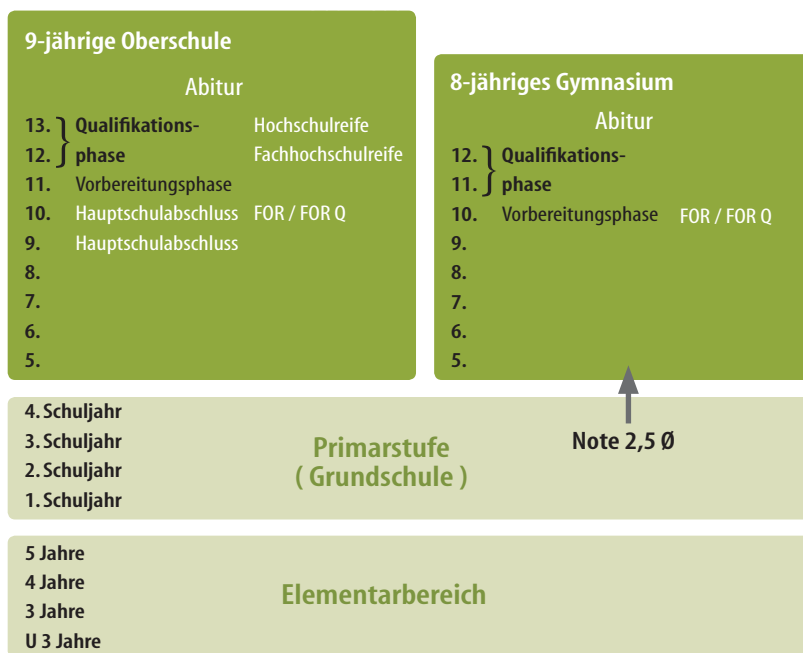 9-jährige Oberschule
Abitur
13. Qualifikations- Hochschulreife
12. phase Fachhochschulreife
11. Vorbereitungsphase
10. Hauptschulabschluss FOR / FOR Q
9. Hauptschulabschluss
8.
7.
6.
5.
8-jähriges Gymnasium
Abitur
12. Qualifikations-
11. phase
10. Vorbereitungsphase FOR / FOR Q
9.
8.
7.
6.
5.
4. Schuljahr
3. Schuljahr
2. Schuljahr
1. Schuljahr
Primarstufe
( Grundschule )
Note 2,5 Ø
5 Jahre
4 Jahre
3 Jahre
U 3 Jahre
Elementarbereich